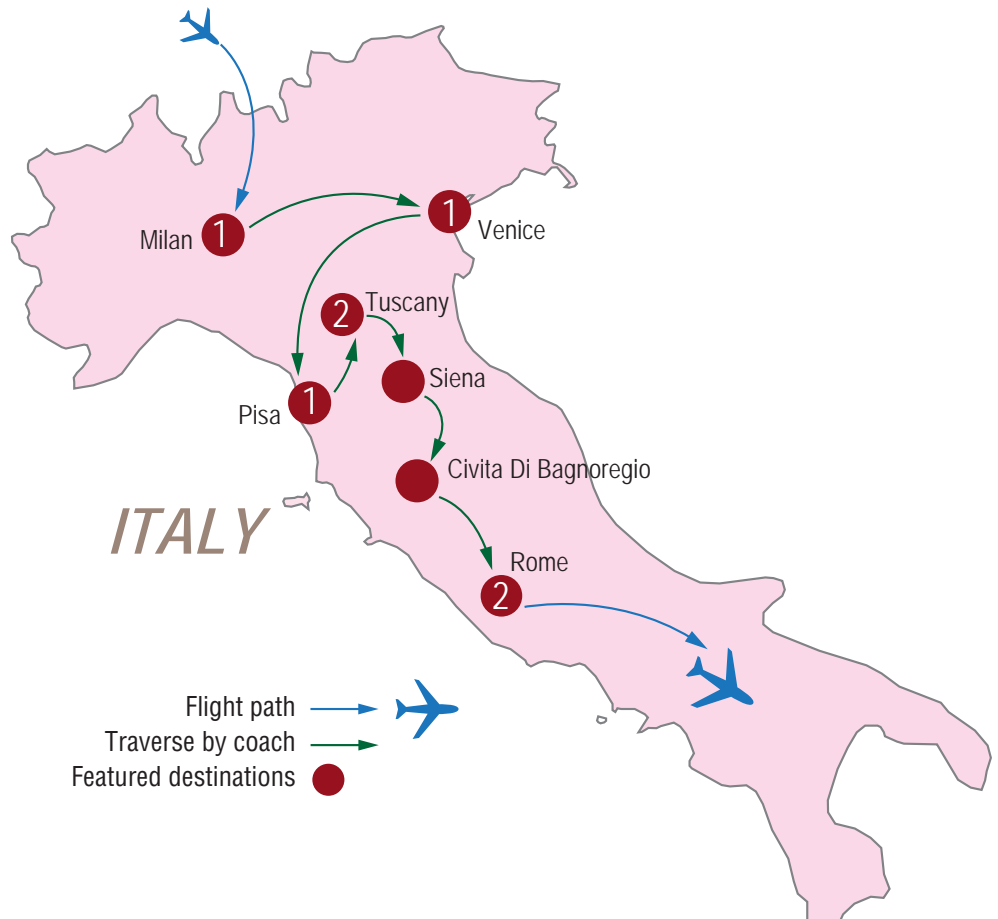 1
Milan
1
Venice
2
Tuscany
Siena
1
Pisa
Civita Di Bagnoregio
ITALY
Rome
2
Flight path
Traverse by coach
Featured destinations